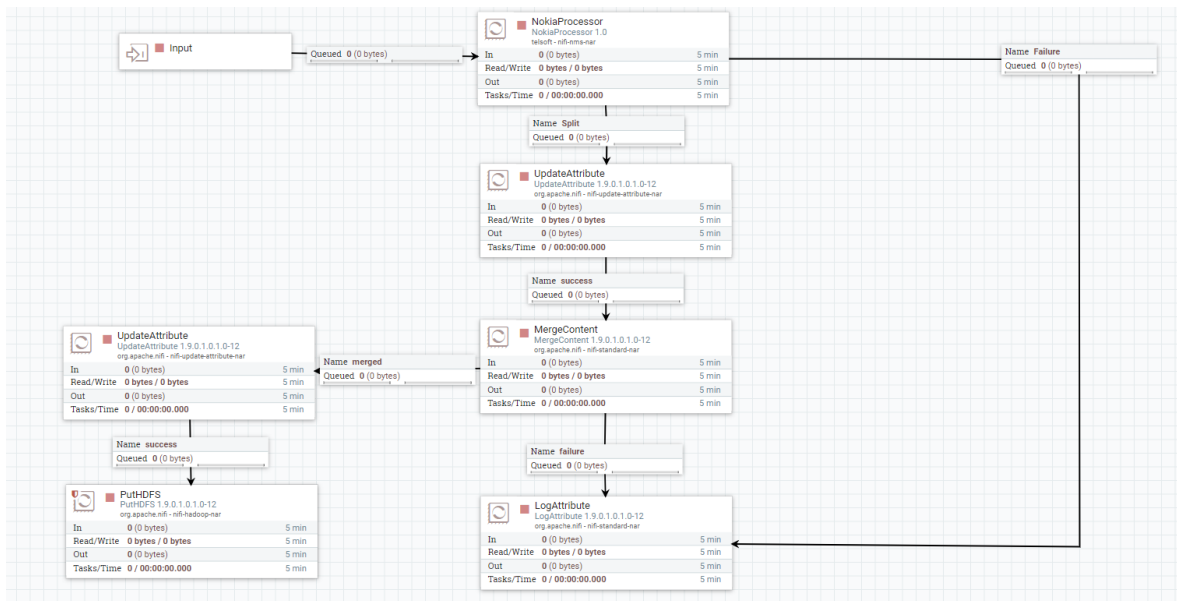 Input
Queued 0 (0 bytes)
NokiaProcessor
NokiaProcessor 1.0
telsoft - nifi-nms-nar
In 0 (0 bytes) 5 min
Read/Write 0 bytes / 0 bytes 5 min
Out 0 (0 bytes) 5 min
Tasks/Time 0 / 00:00:00.000 5 min
Name Failure
Queued 0 (0 bytes)
Name Split
Queued 0 (0 bytes)
UpdateAttribute
UpdateAttribute 1.9.0.1.0.1.0-12
org.apache.nifi - nifi-update-attribute-nar
In 0 (0 bytes) 5 min
Read/Write 0 bytes / 0 bytes 5 min
Out 0 (0 bytes) 5 min
Tasks/Time 0 / 00:00:00.000 5 min
Name success
Queued 0 (0 bytes)
MergeContent
MergeContent 1.9.0.1.0.1.0-12
org.apache.nifi - nifi-standard-nar
In 0 (0 bytes) 5 min
Read/Write 0 bytes / 0 bytes 5 min
Out 0 (0 bytes) 5 min
Tasks/Time 0 / 00:00:00.000 5 min
Name merged
Queued 0 (0 bytes)
UpdateAttribute
UpdateAttribute 1.9.0.1.0.1.0-12
org.apache.nifi - nifi-update-attribute-nar
In 0 (0 bytes) 5 min
Read/Write 0 bytes / 0 bytes 5 min
Out 0 (0 bytes) 5 min
Tasks/Time 0 / 00:00:00.000 5 min
Name success
Queued 0 (0 bytes)
PutHDFS
PutHDFS 1.9.0.1.0.1.0-12
org.apache.nifi - nifi-hadoop-nar
In 0 (0 bytes) 5 min
Read/Write 0 bytes / 0 bytes 5 min
Out 0 (0 bytes) 5 min
Tasks/Time 0 / 00:00:00.000 5 min
Name failure
Queued 0 (0 bytes)
LogAttribute
LogAttribute 1.9.0.1.0.1.0-12
org.apache.nifi - nifi-standard-nar
In 0 (0 bytes) 5 min
Read/Write 0 bytes / 0 bytes 5 min
Out 0 (0 bytes) 5 min
Tasks/Time 0 / 00:00:00.000 5 min